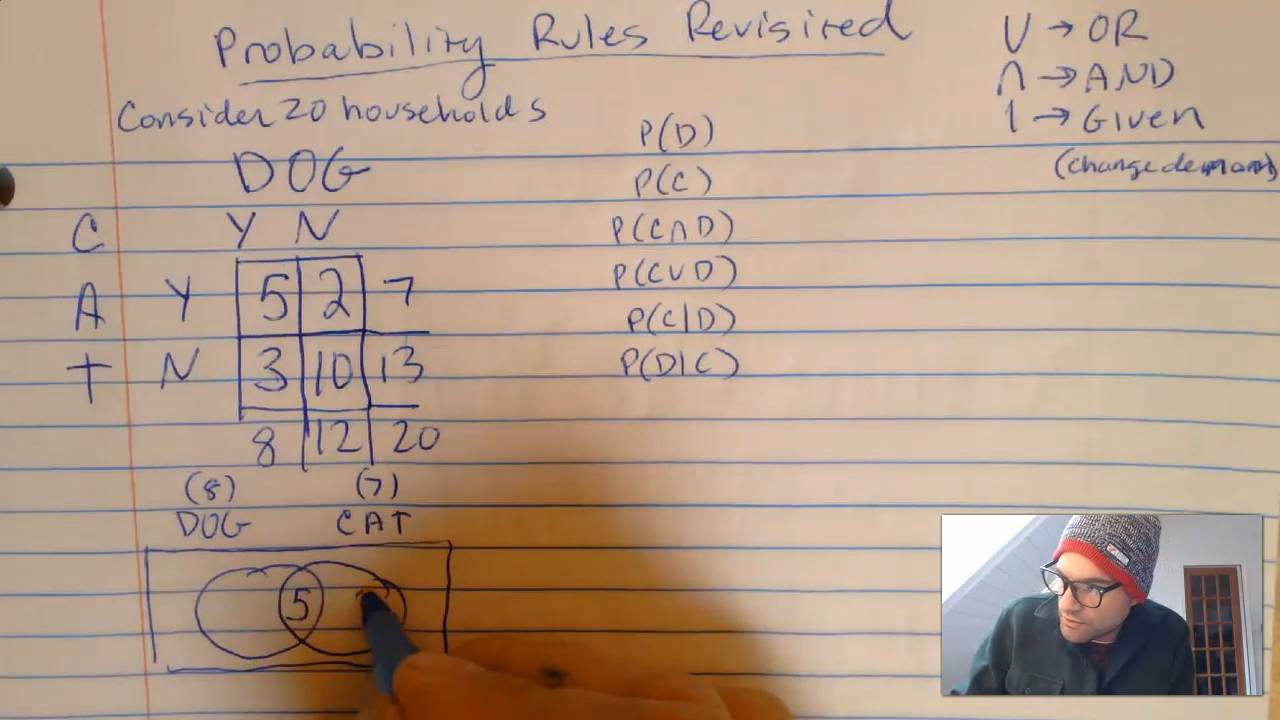 Probability Rules Revisited
Consider 20 households
DOG
Y N
C
A
T
Y 5 2 7
N 3 10 13
8 12 20
(8) (7)
DOG CAT
5
P(D)
P(C)
P(C∩D)
P(C∪D)
P(C|D)
P(D|C)
∪ → OR
∩ → AND
| → Given
(change denom)